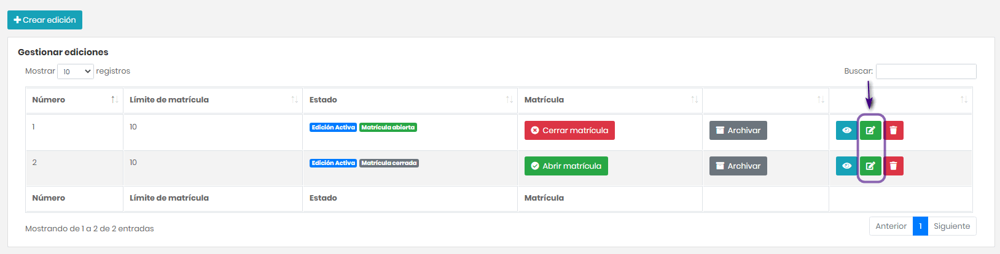 Crear edición
Gestionar ediciones
Mostrar 10 registros
Buscar:
Número Límite de matrícula Estado Matrícula
1 10 Edición Activa Matrícula abierta Cerrar matrícula Archivar
2 10 Edición Activa Matrícula cerrada Abrir matrícula Archivar
Número Límite de matrícula Estado Matrícula
Mostrando de 1 a 2 de 2 entradas
Anterior 1 Siguiente